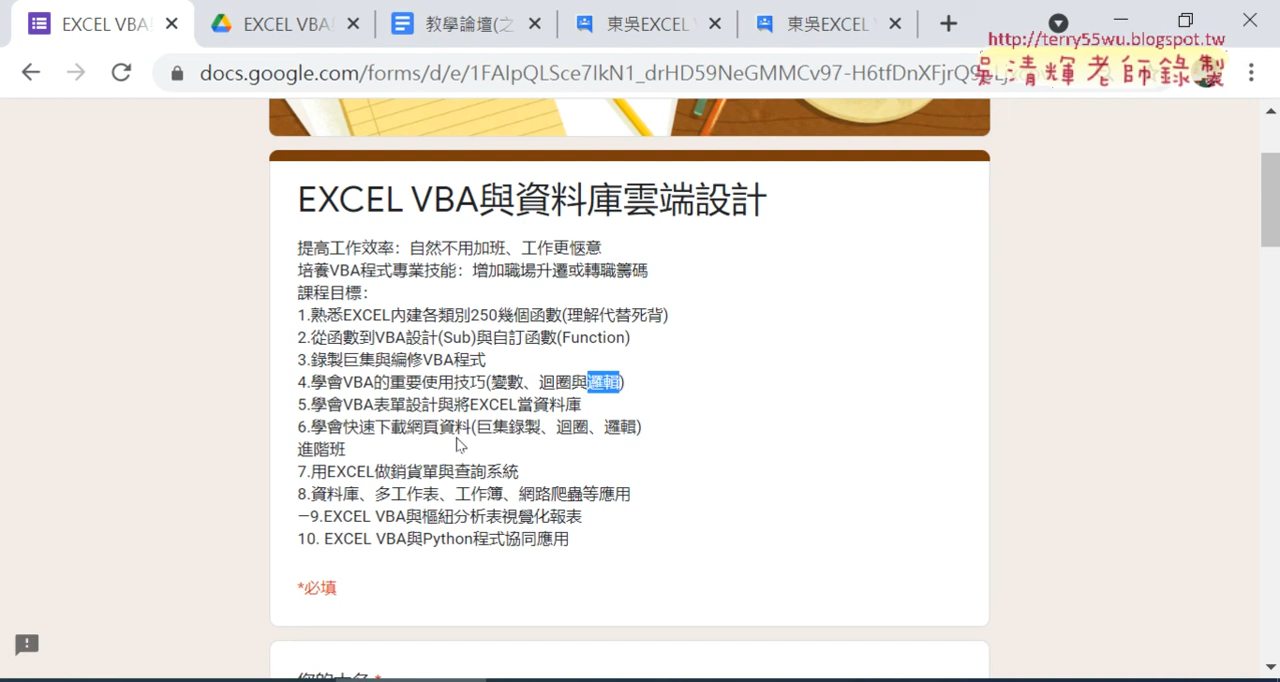 EXCEL VBA
EXCEL VBA
教學論壇(之
東吳EXCEL
東吳EXCEL
http://terry55wu.blogspot.tw
docs.google.com/forms/d/e/1FAIpQLSce7IkN1_drHD59NeGMMCv97-H6tfDnXFjrQ9
吳清輝老師錄製
EXCEL VBA與資料庫雲端設計
提高工作效率：自然不用加班、工作更愜意
培養VBA程式專業技能：增加職場升遷或轉職籌碼
課程目標：
1.熟悉EXCEL內建各類別250幾個函數(理解代替死背)
2.從函數到VBA設計(Sub)與自訂函數(Function)
3.錄製巨集與編修VBA程式
4.學會VBA的重要使用技巧(變數、迴圈與邏輯)
5.學會VBA表單設計與將EXCEL當資料庫
6.學會快速下載網頁資料(巨集錄製、迴圈、邏輯)
進階班
7.用EXCEL做銷貨單與查詢系統
8.資料庫、多工作表、工作簿、網路爬蟲等應用
—9.EXCEL VBA與樞紐分析表視覺化報表
10. EXCEL VBA與Python程式協同應用
*必填
您的大名 *